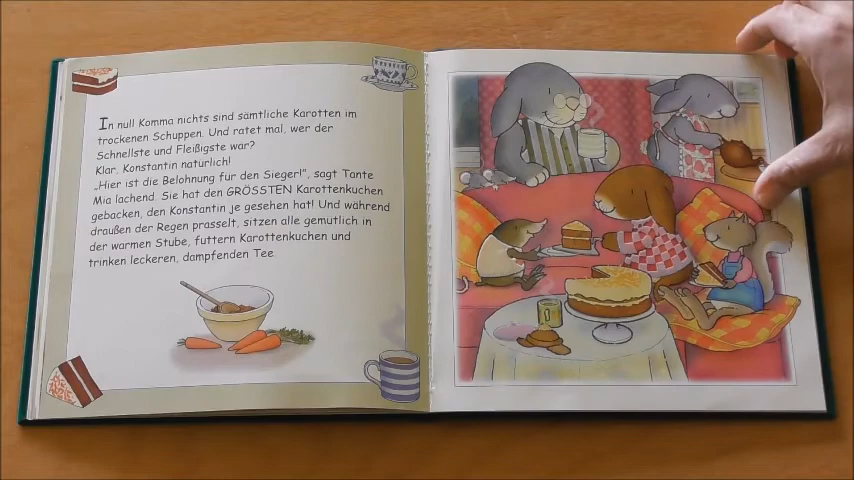 In null Komma nichts sind sämtliche Karotten im
trockenen Schuppen. Und ratet mal, wer der
Schnellste und Fleißigste war?
Klar, Konstantin natürlich!
„Hier ist die Belohnung für den Sieger!“, sagt Tante
Mia lachend. Sie hat den GRÖSSTEN Karottenkuchen
gebacken, den Konstantin je gesehen hat! Und während
draußen der Regen prasselt, sitzen alle gemütlich in
der warmen Stube, futtern Karottenkuchen und
trinken leckeren, dampfenden Tee